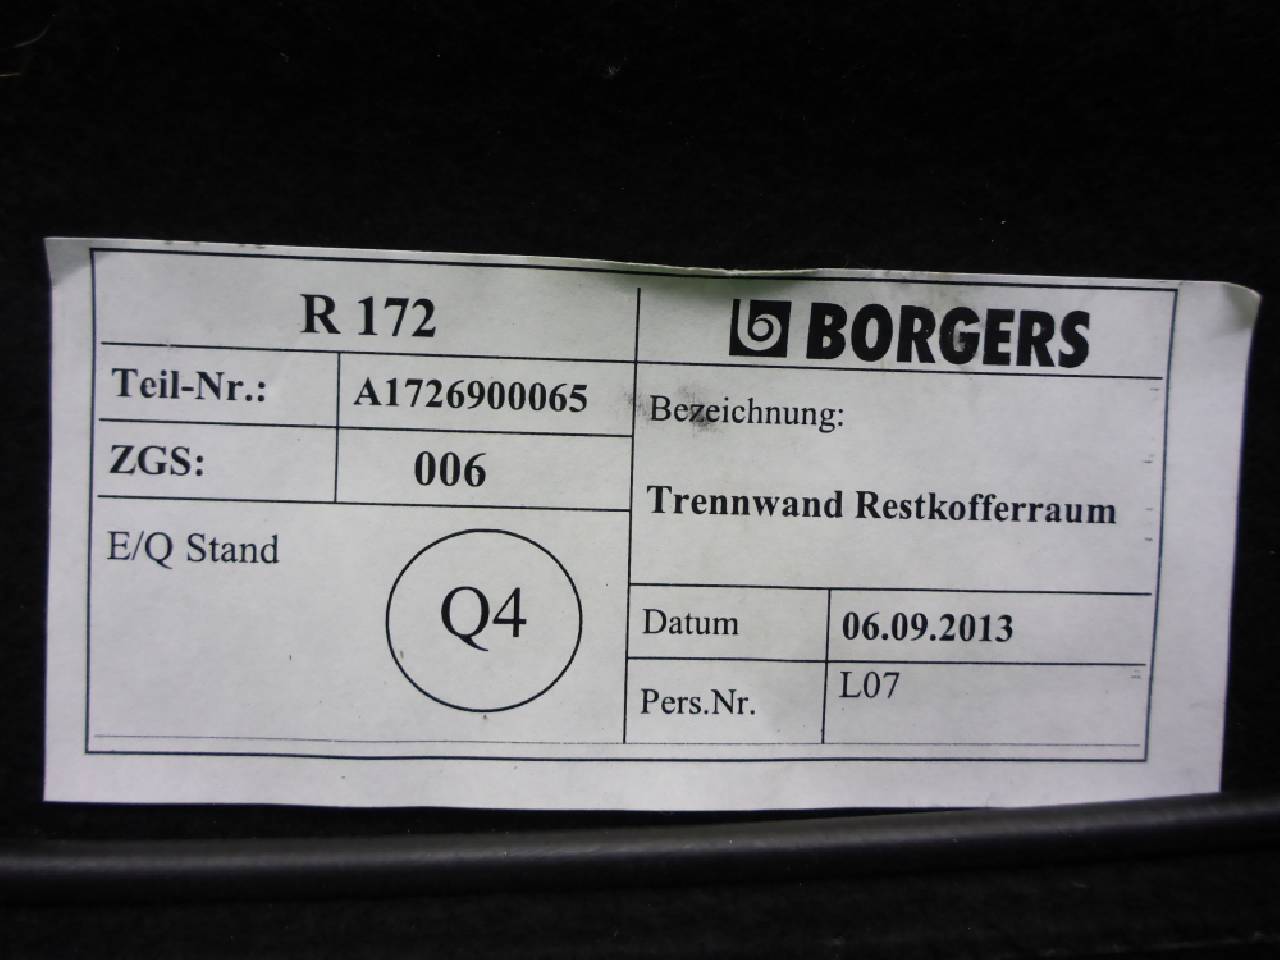 R 172
BORGERS
Teil-Nr.: A1726900065
ZGS: 006
E/Q Stand
Q4
Bezeichnung:
Trennwand Restkofferraum
Datum 06.09.2013
Pers.Nr. L07